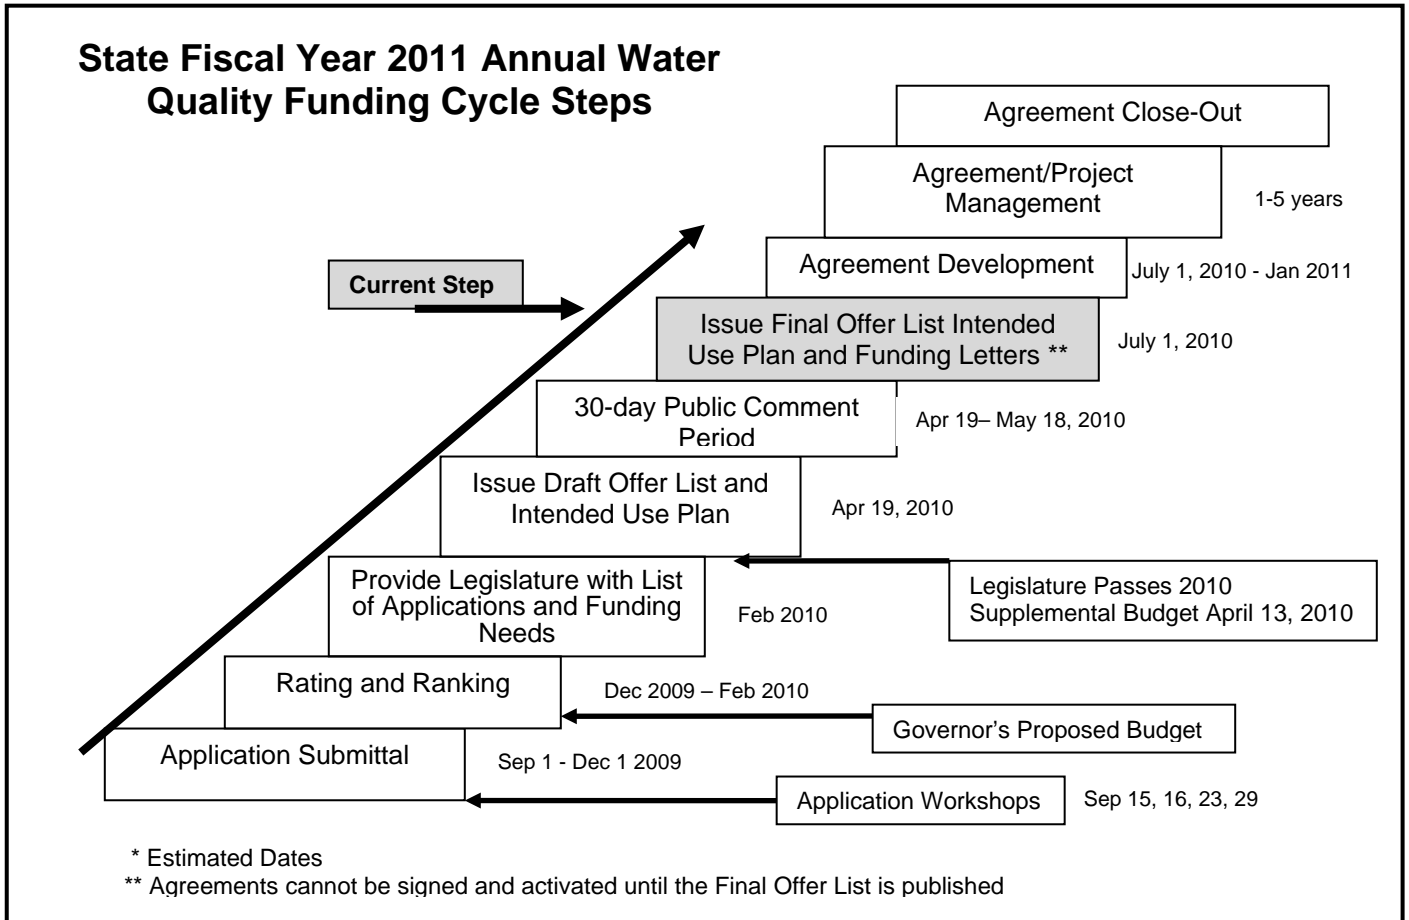 State Fiscal Year 2011 Annual Water
Quality Funding Cycle Steps
Agreement Close-Out
Agreement/Project
Management
1-5 years
Current Step
Agreement Development
July 1, 2010 - Jan 2011
Issue Final Offer List Intended
Use Plan and Funding Letters **
July 1, 2010
30-day Public Comment
Period
Apr 19– May 18, 2010
Issue Draft Offer List and
Intended Use Plan
Apr 19, 2010
Provide Legislature with List
of Applications and Funding
Needs
Feb 2010
Legislature Passes 2010
Supplemental Budget April 13, 2010
Rating and Ranking
Dec 2009 – Feb 2010
Governor’s Proposed Budget
Application Submittal
Sep 1 - Dec 1 2009
Application Workshops
Sep 15, 16, 23, 29
* Estimated Dates
** Agreements cannot be signed and activated until the Final Offer List is published